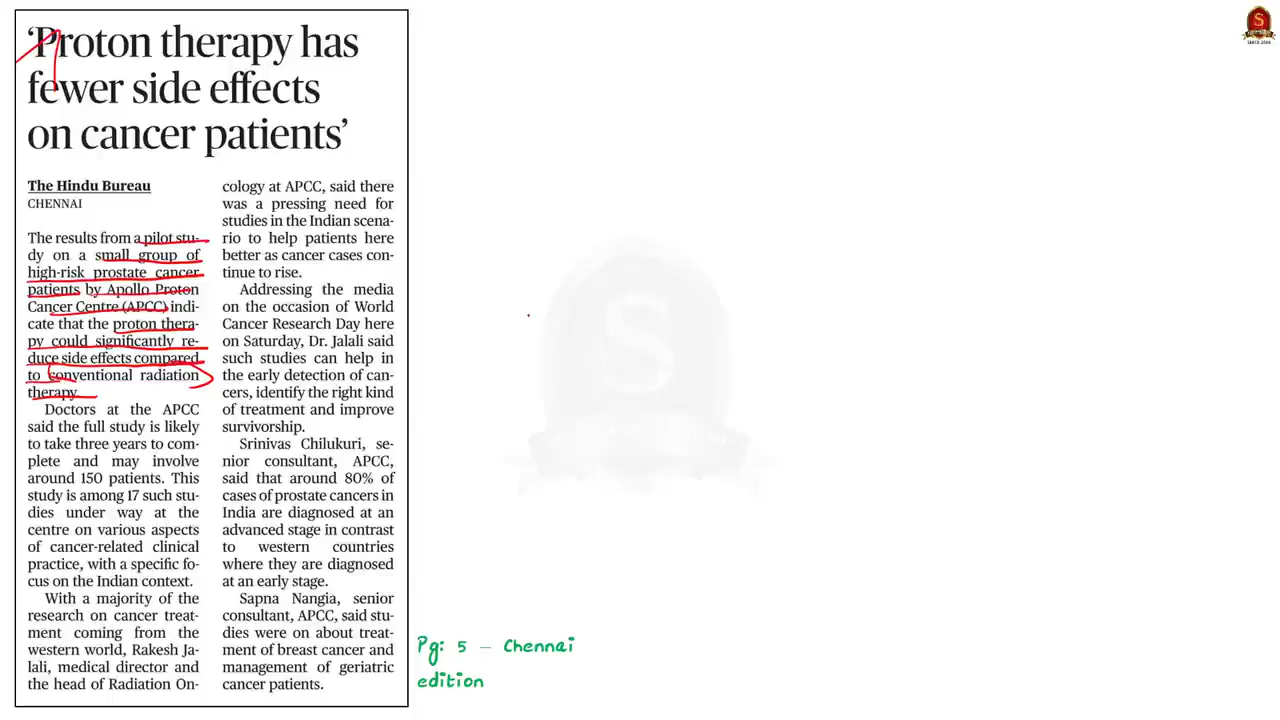 ‘Proton therapy has
fewer side effects
on cancer patients’
The Hindu Bureau
CHENNAI
The results from a pilot stu-
dy on a small group of
high-risk prostate cancer
patients by Apollo Proton
Cancer Centre (APCC) indi-
cate that the proton thera-
py could significantly re-
duce side effects compared
to conventional radiation
therapy.
Doctors at the APCC
said the full study is likely
to take three years to com-
plete and may involve
around 150 patients. This
study is among 17 such stu-
dies under way at the
centre on various aspects
of cancer-related clinical
practice, with a specific fo-
cus on the Indian context.
With a majority of the
research on cancer treat-
ment coming from the
western world, Rakesh Ja-
lali, medical director and
the head of Radiation On-
cology at APCC, said there
was a pressing need for
studies in the Indian scena-
rio to help patients here
better as cancer cases con-
tinue to rise.
Addressing the media
on the occasion of World
Cancer Research Day here
on Saturday, Dr. Jalali said
such studies can help in
the early detection of can-
cers, identify the right kind
of treatment and improve
survivorship.
Srinivas Chilukuri, se-
nior consultant, APCC,
said that around 80% of
cases of prostate cancers in
India are diagnosed at an
advanced stage in contrast
to western countries
where they are diagnosed
at an early stage.
Sapna Nangia, senior
consultant, APCC, said stu-
dies were on about treat-
ment of breast cancer and
management of geriatric
cancer patients.
Pg: 5 – Chennai
edition
S
S